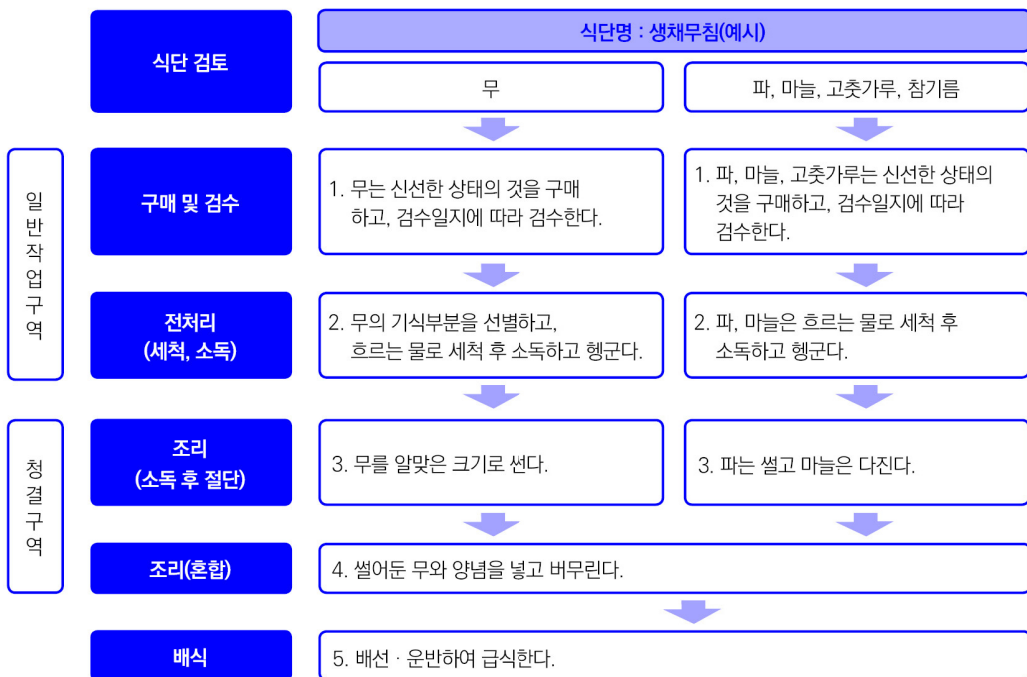 식단 검토
식단명 : 생채무침(예시)
무
파, 마늘, 고춧가루, 참기름
일반작업구역
구매 및 검수
1. 무는 신선한 상태의 것을 구매
하고, 검수일지에 따라 검수한다.
1. 파, 마늘, 고춧가루는 신선한 상태의
것을 구매하고, 검수일지에 따라
검수한다.
전처리
(세척, 소독)
2. 무의 기식부분을 선별하고,
흐르는 물로 세척 후 소독하고 헹군다.
2. 파, 마늘은 흐르는 물로 세척 후
소독하고 헹군다.
청결구역
조리
(소독 후 절단)
3. 무를 알맞은 크기로 썬다.
3. 파는 썰고 마늘은 다진다.
조리(혼합)
4. 썰어둔 무와 양념을 넣고 버무린다.
배식
5. 배선 · 운반하여 급식한다.